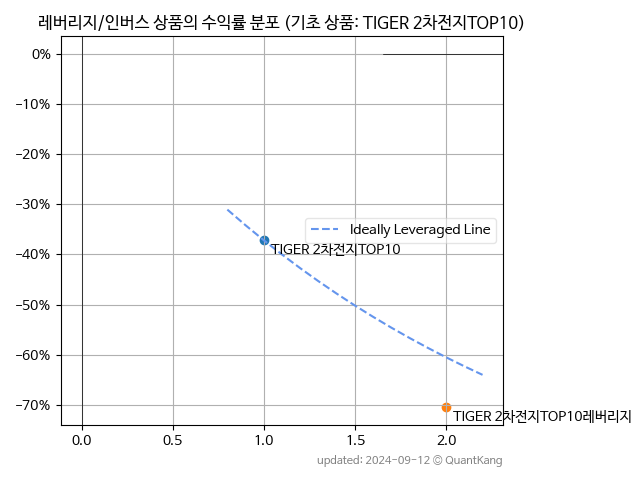 레버리지/인버스 상품의 수익률 분포 (기초 상품: TIGER 2차전지TOP10)
0%
−10%
−20%
−30%
Ideally Leveraged Line
TIGER 2차전지TOP10
−40%
−50%
−60%
−70%
TIGER 2차전지TOP10레버리지
0.0 0.5 1.0 1.5 2.0
updated: 2024-09-12 © QuantKang